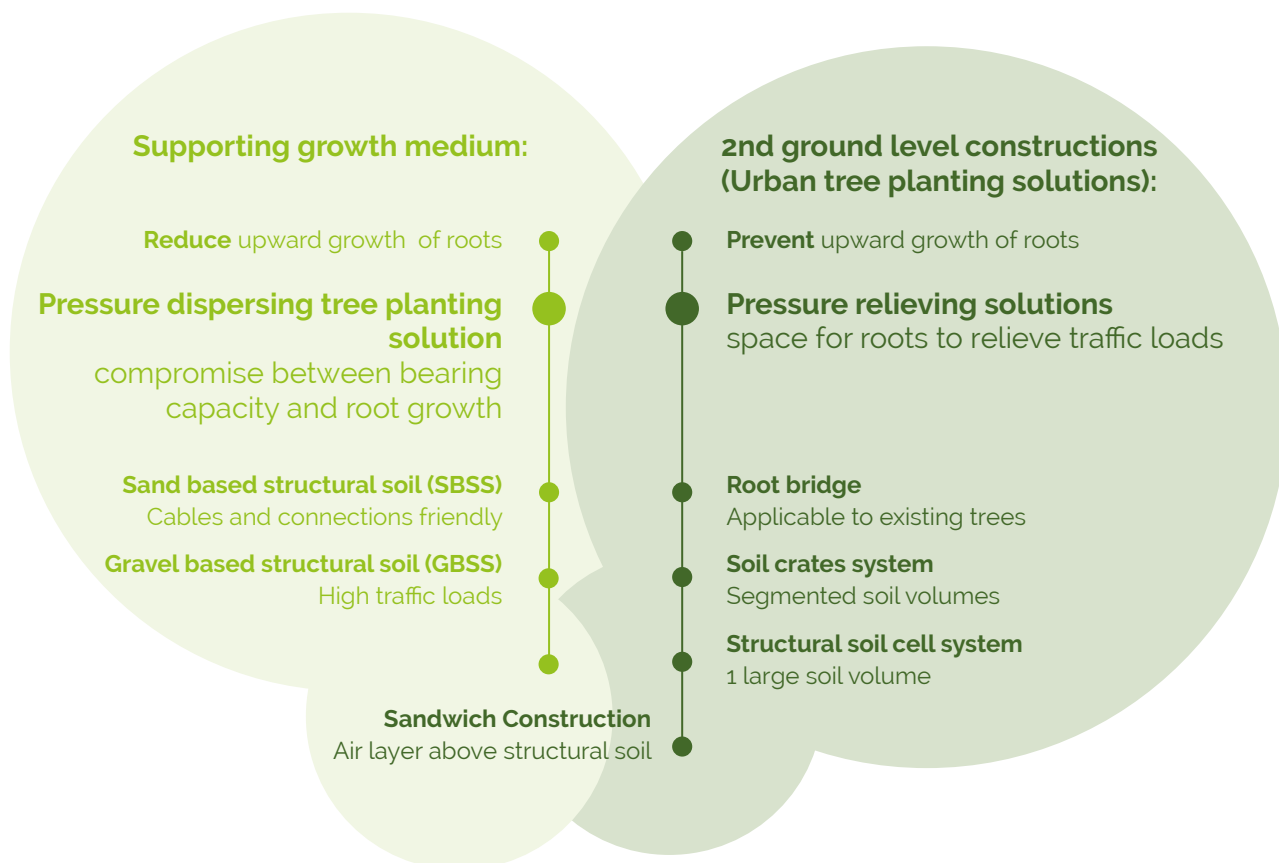 Supporting growth medium:
Reduce upward growth of roots
Pressure dispersing tree planting
solution
compromise between bearing
capacity and root growth
Sand based structural soil (SBSS)
Cables and connections friendly
Gravel based structural soil (GBSS)
High traffic loads
2nd ground level constructions
(Urban tree planting solutions):
Prevent upward growth of roots
Pressure relieving solutions
space for roots to relieve traffic loads
Root bridge
Applicable to existing trees
Soil crates system
Segmented soil volumes
Structural soil cell system
1 large soil volume
Sandwich Construction
Air layer above structural soil